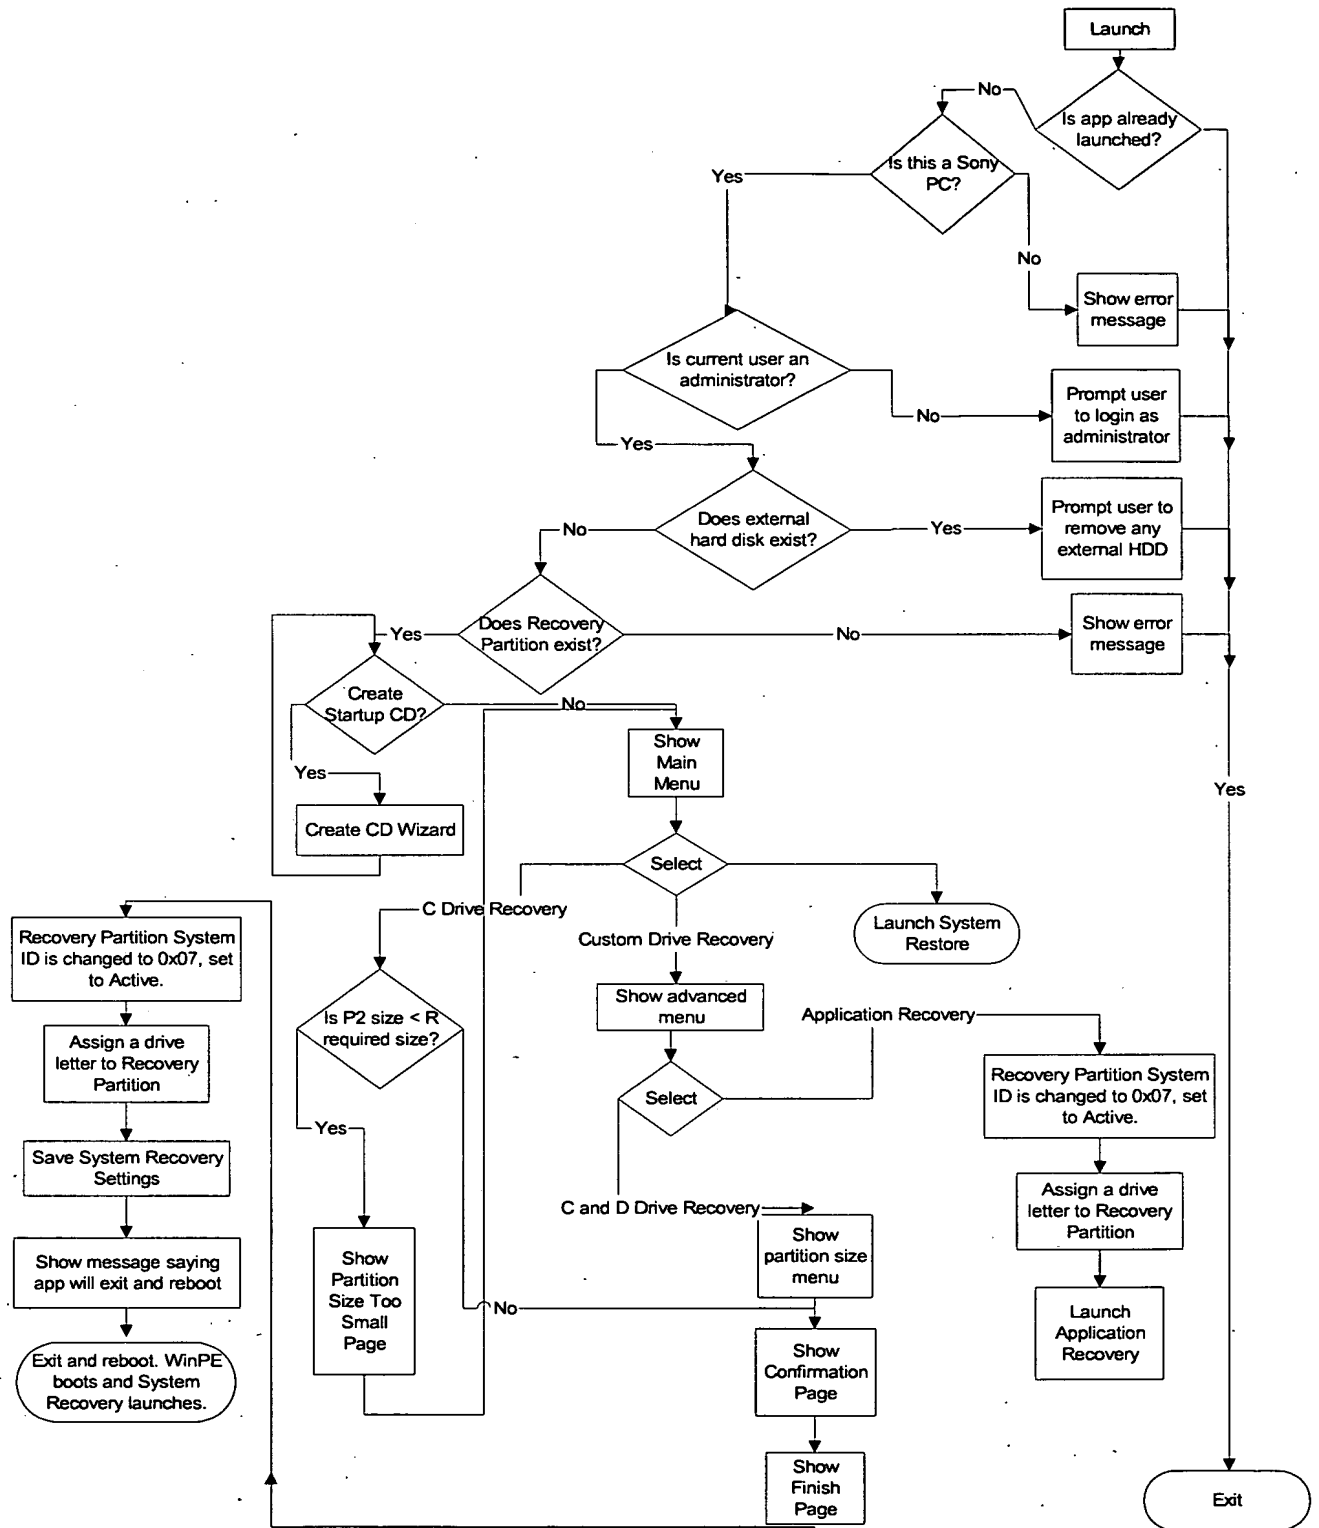 Launch
No
Is app already
launched?
Is this a Sony
PC?
Yes
No
Show error
message
Is current user an
administrator?
Prompt user
to login as
administrator
No
Yes
Does external
hard disk exist?
No
Yes
Prompt user to
remove any
external HDD
Does Recovery
Partition exist?
Yes
No
Show error
message
Create
Startup CD?
No
Show
Main
Menu
Yes
Yes
Create CD Wizard
Select
C Drive Recovery
Launch System
Restore
Custom Drive Recovery
Recovery Partition System
ID is changed to 0x07, set
to Active.
Show advanced
menu
Is P2 size < R
required size?
Application Recovery
Assign a drive
letter to Recovery
Partition
Select
Recovery Partition System
ID is changed to 0x07, set
to Active.
Yes
Save System Recovery
Settings
Assign a drive
letter to Recovery
Partition
C and D Drive Recovery
Show
partition size
menu
Show message saying
app will exit and reboot
Show
Partition
Size Too
Small
Page
No
Launch
Application
Recovery
Exit and reboot. WinPE
boots and System
Recovery launches.
Show
Confirmation
Page
Show
Finish
Page
Exit